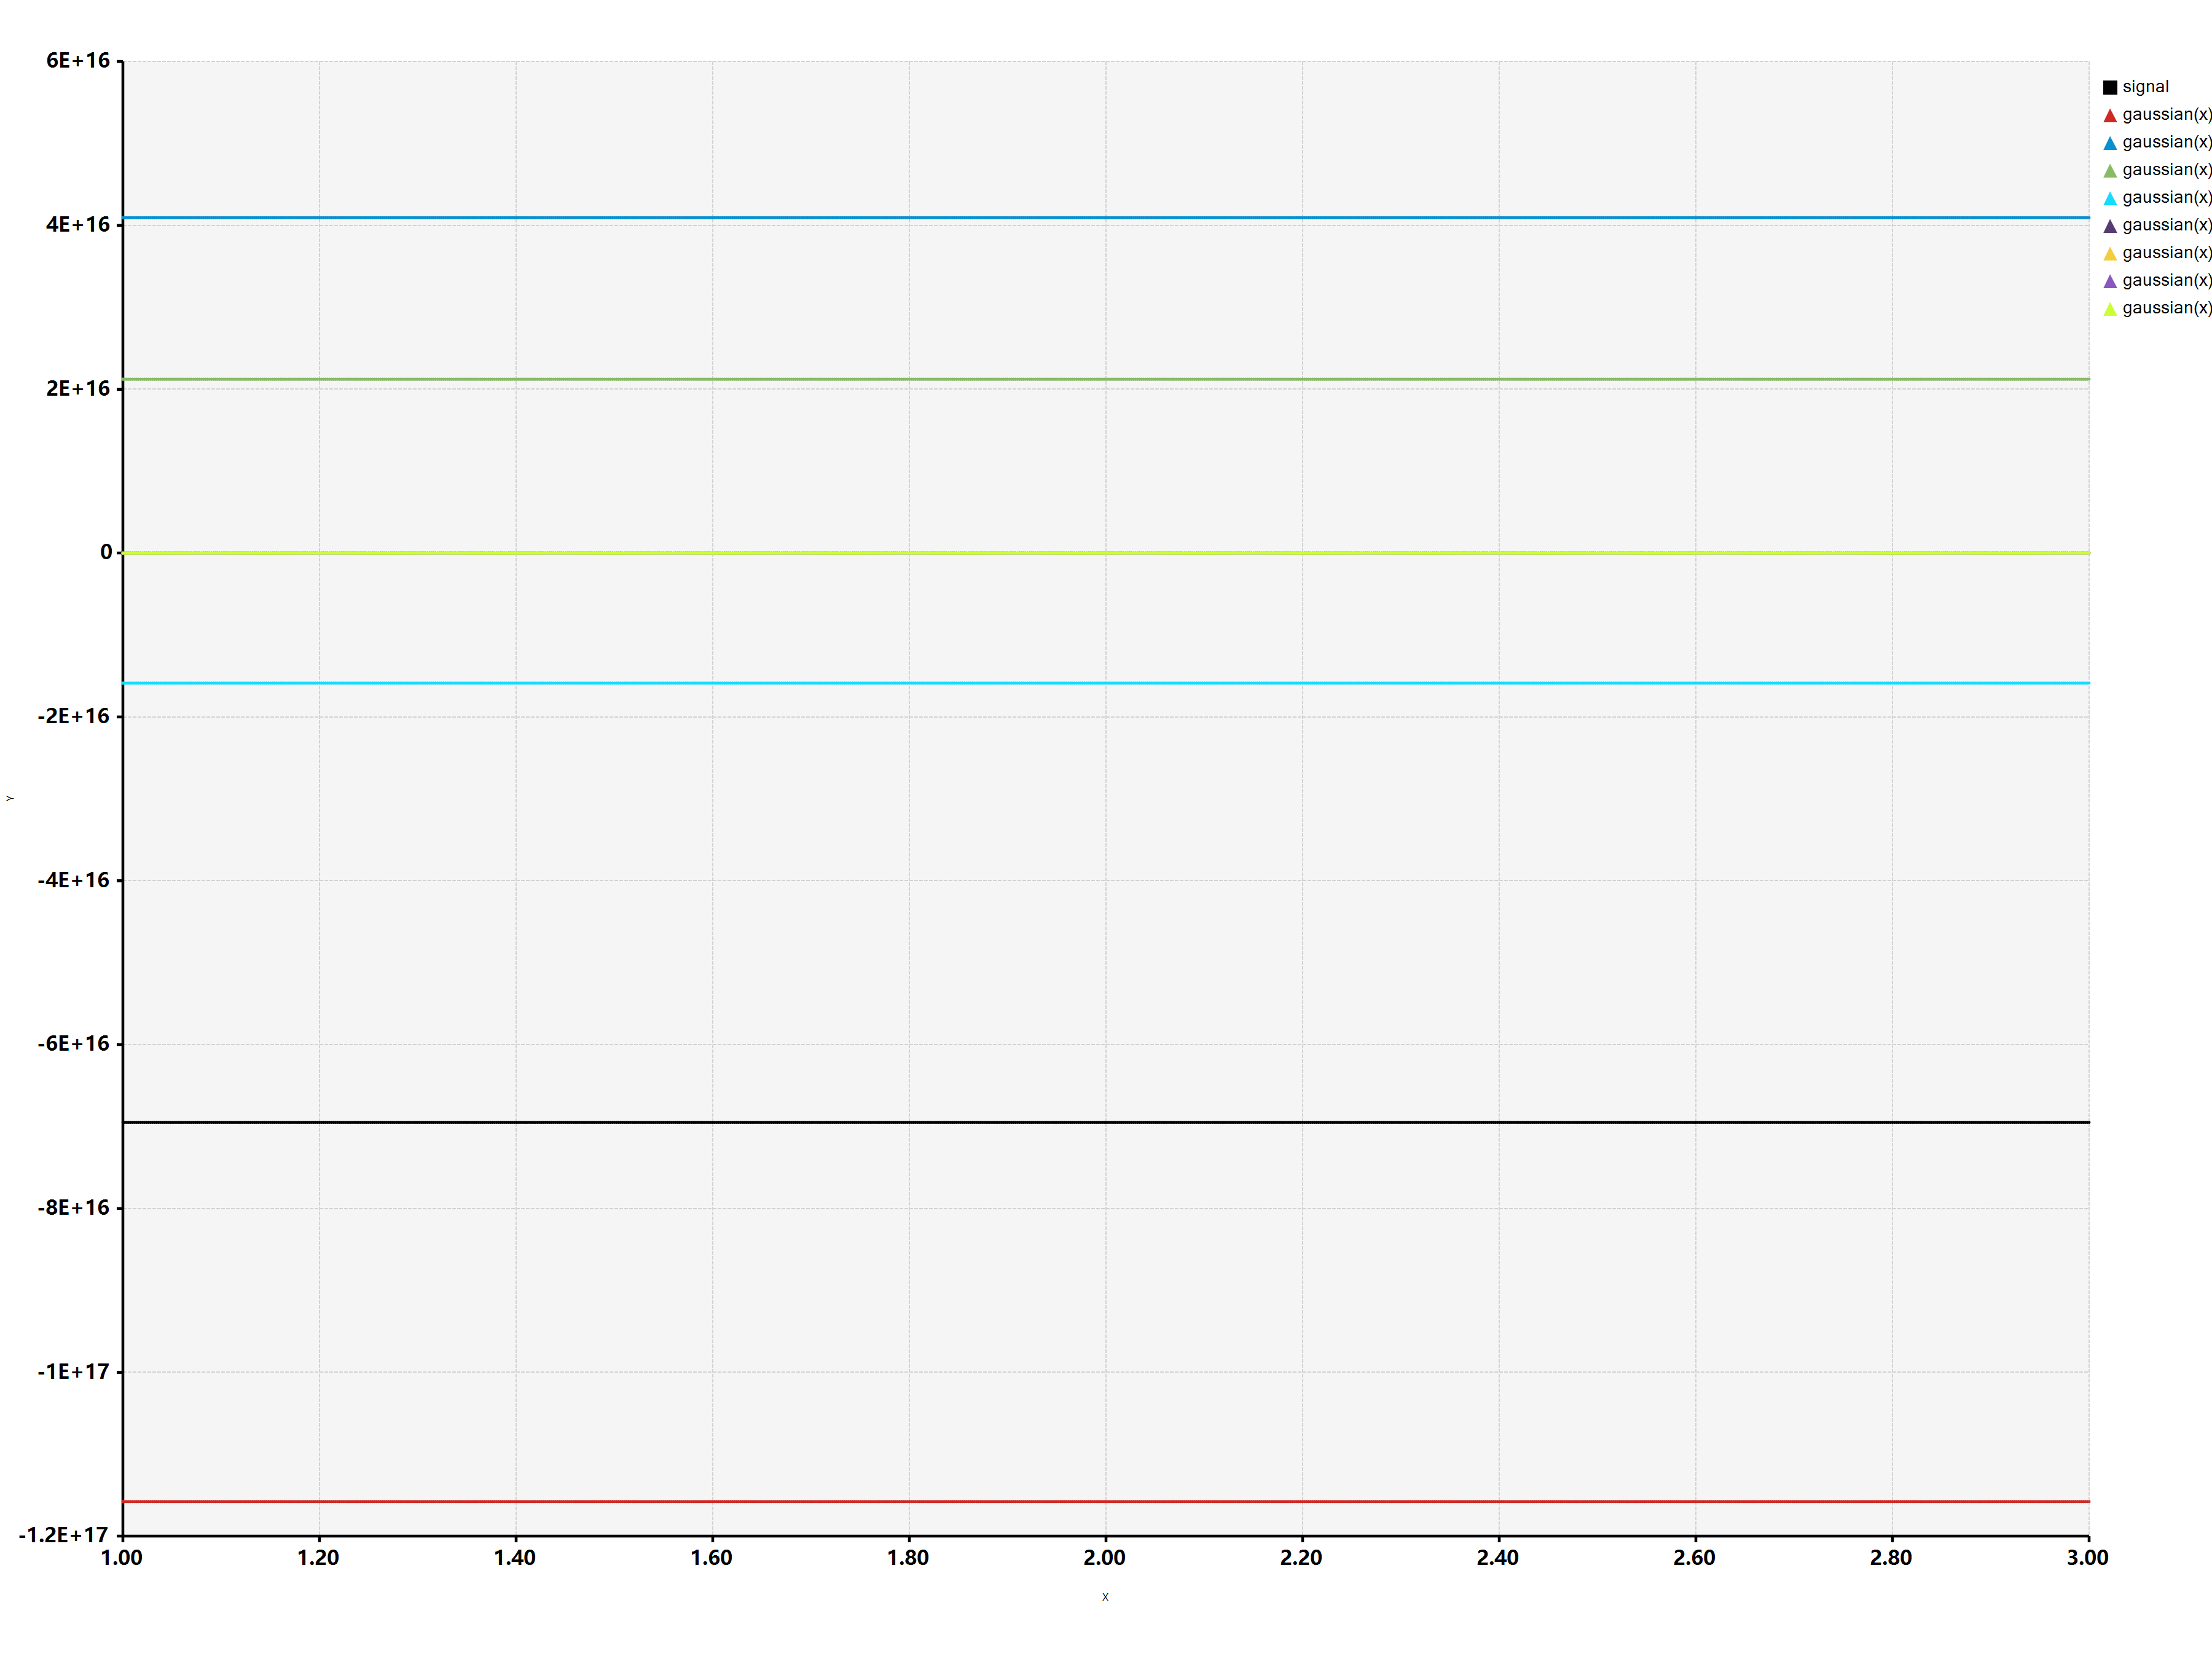 6E+16
4E+16
2E+16
0
-2E+16
-4E+16
-6E+16
-8E+16
-1E+17
-1.2E+17
Y
1.00 1.20 1.40 1.60 1.80 2.00 2.20 2.40 2.60 2.80 3.00
X
signal
gaussian(x)
gaussian(x)
gaussian(x)
gaussian(x)
gaussian(x)
gaussian(x)
gaussian(x)
gaussian(x)